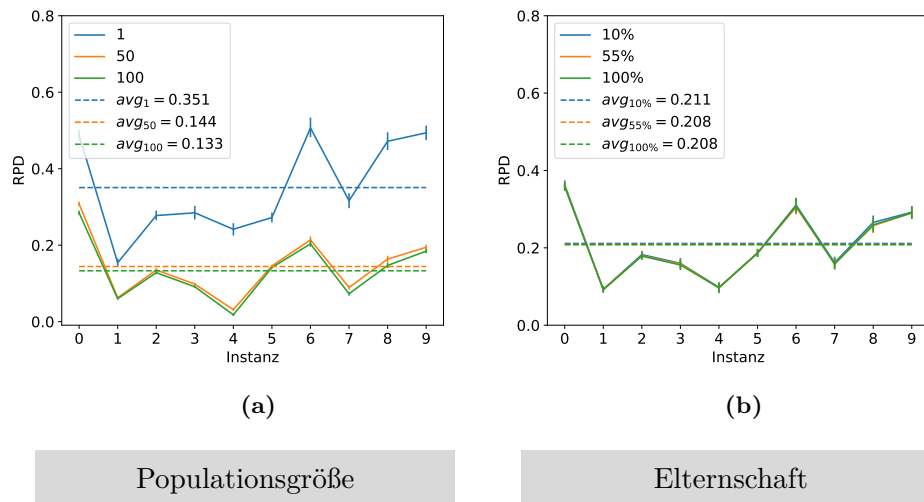 0.8
0.6
0.4
0.2
0.0
RPD
1
50
100
avg₁ = 0.351
avg₅₀ = 0.144
avg₁₀₀ = 0.133
0 1 2 3 4 5 6 7 8 9
Instanz
(a)
Populationsgröße
0.8
0.6
0.4
0.2
0.0
RPD
10%
55%
100%
avg₁₀% = 0.211
avg₅₅% = 0.208
avg₁₀₀% = 0.208
0 1 2 3 4 5 6 7 8 9
Instanz
(b)
Elternschaft